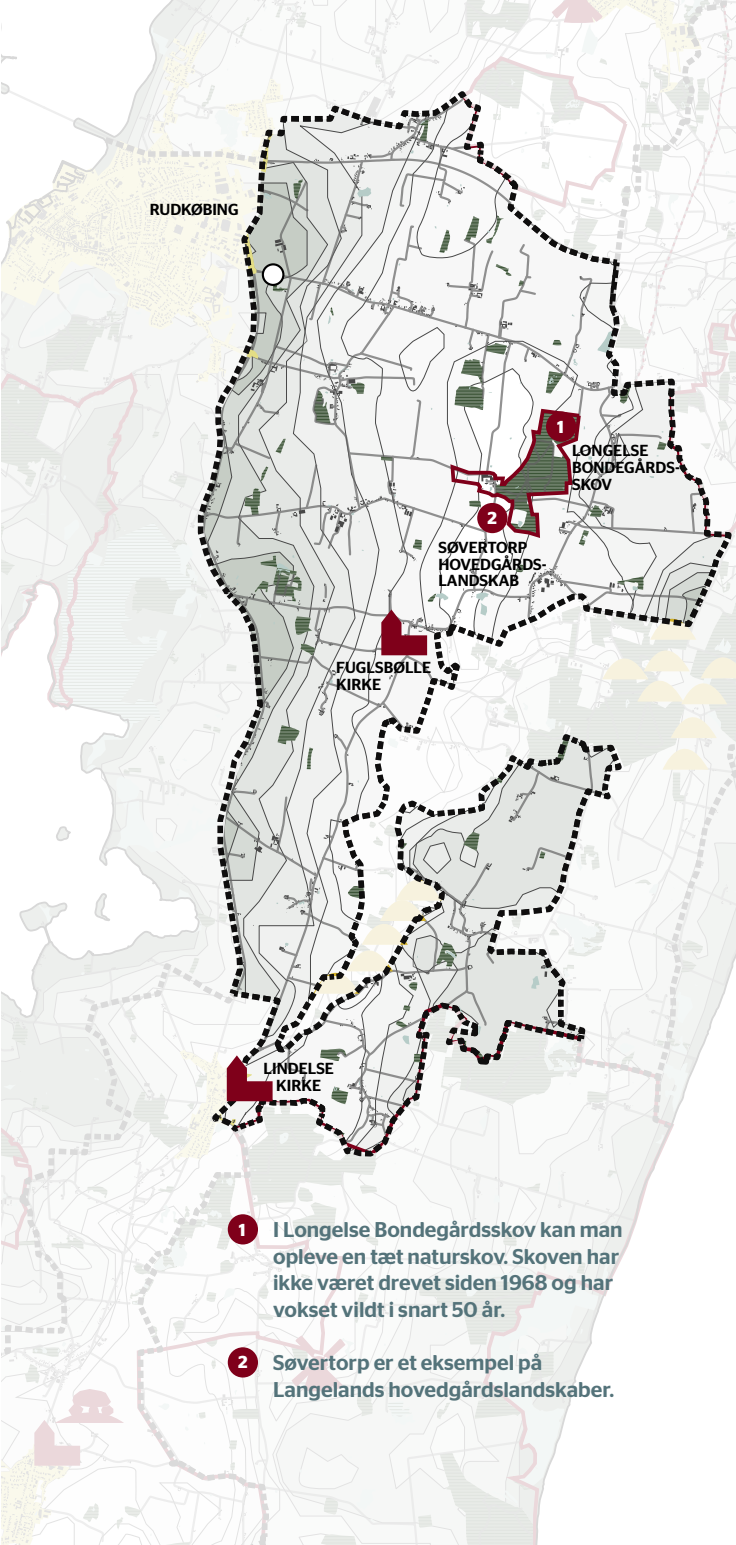 RUDKØBING
1
LONGELSE
BONDEGÅRDS-
SKOV
2
SØVERTORP
HOVEDGÅRDS-
LANDSKAB
FUGLSBØLLE
KIRKE
LINDELSE
KIRKE
1 I Longelse Bondegårdsskov kan man
opleve en tæt naturskov. Skoven har
ikke været drevet siden 1968 og har
vokset vildt i snart 50 år.
2 Søvertorp er et eksempel på
Langelands hovedgårdslandskaber.